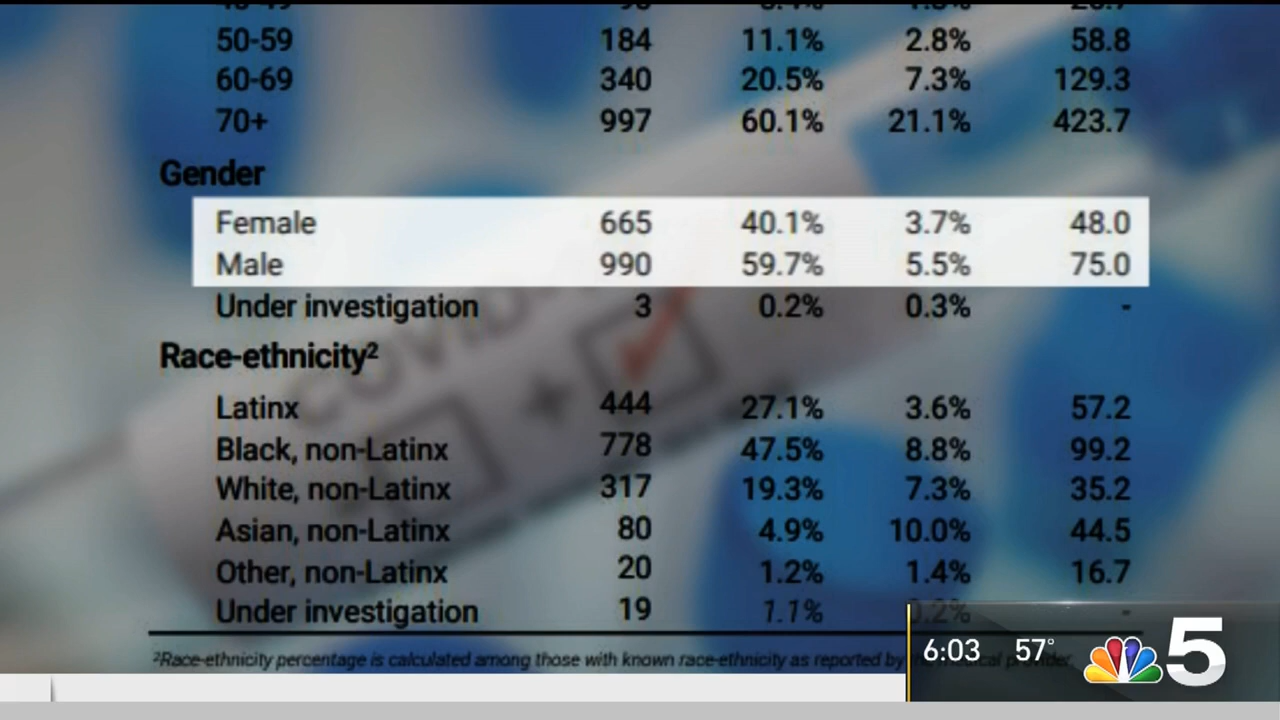 50-59 184 11.1% 2.8% 58.8
60-69 340 20.5% 7.3% 129.3
70+ 997 60.1% 21.1% 423.7
Gender
Female 665 40.1% 3.7% 48.0
Male 990 59.7% 5.5% 75.0
Under investigation 3 0.2% 0.3% -
Race-ethnicity²
Latinx 444 27.1% 3.6% 57.2
Black, non-Latinx 778 47.5% 8.8% 99.2
White, non-Latinx 317 19.3% 7.3% 35.2
Asian, non-Latinx 80 4.9% 10.0% 44.5
Other, non-Latinx 20 1.2% 1.4% 16.7
Under investigation 19 1.1% 0.2% -
²Race-ethnicity percentage is calculated among those with known race-ethnicity as reported by
6:03 57° 5
COVID
+